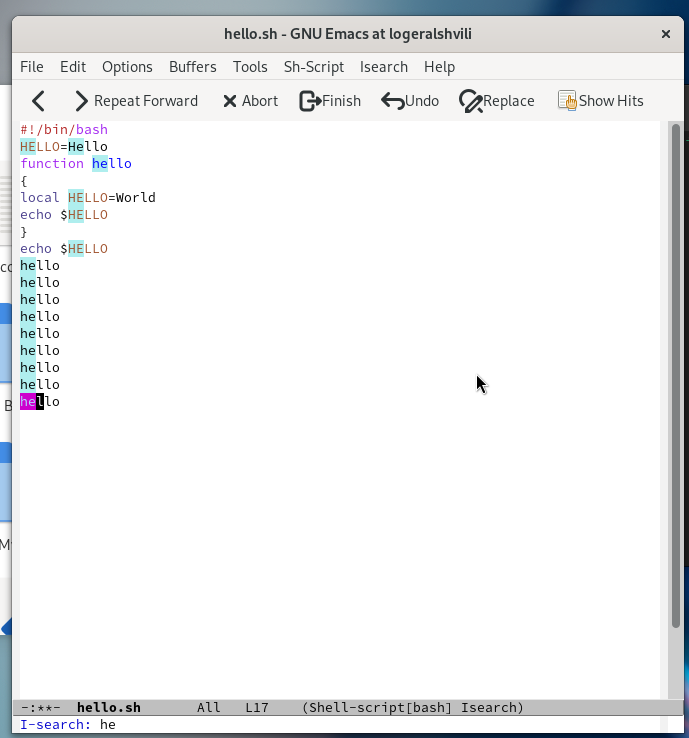 hello.sh - GNU Emacs at logeralshvili
File Edit Options Buffers Tools Sh-Script Isearch Help
Repeat Forward Abort Finish Undo Replace Show Hits
#!/bin/bash
HELLO=Hello
function hello
{
local HELLO=World
echo $HELLO
}
echo $HELLO
hello
hello
hello
hello
hello
hello
hello
hello
hello
-:**- hello.sh All L17 (Shell-script[bash] Isearch)
I-search: he